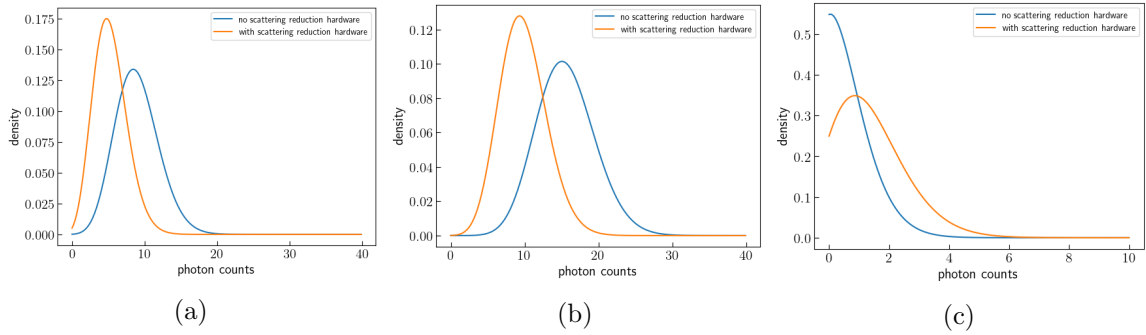 0.175
0.150
0.125
0.100
0.075
0.050
0.025
0.000
density
0 10 20 30 40
photon counts
no scattering reduction hardware
with scattering reduction hardware
(a)
0.12
0.10
0.08
0.06
0.04
0.02
0.00
density
0 10 20 30 40
photon counts
no scattering reduction hardware
with scattering reduction hardware
(b)
0.5
0.4
0.3
0.2
0.1
0.0
density
0 2 4 6 8 10
photon counts
no scattering reduction hardware
with scattering reduction hardware
(c)